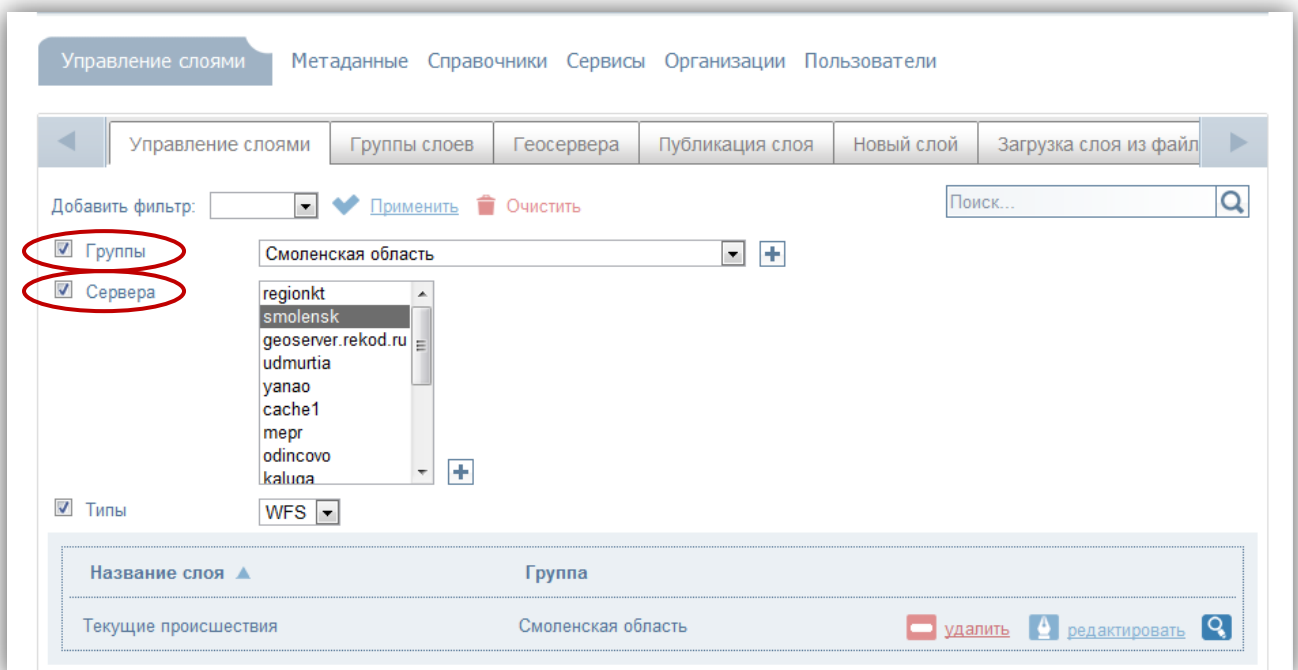 Управление слоями Метаданные Справочники Сервисы Организации Пользователи
Управление слоями Группы слоев Геосервера Публикация слоя Новый слой Загрузка слоя из файл
Добавить фильтр: Применить Очистить Поиск...
Группы Смоленская область
Сервера
regionkt
smolensk
geoserver.rekod.ru
udmurtia
yanao
cache1
mepr
odincovo
kaluga
Типы WFS
Название слоя Группа
Текущие происшествия Смоленская область удалить редактировать